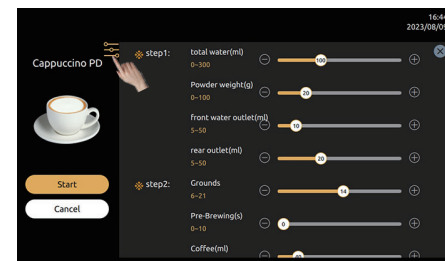 16:44
2023/08/09
Cappuccino PD
step1:
total water(ml)
0~300
100
Powder weight(g)
0~100
20
front water outlet(ml)
5~50
10
rear outlet(ml)
5~50
20
Start
step2:
Grounds
6~21
14
Cancel
Pre-Brewing(s)
0~10
0
Coffee(ml)